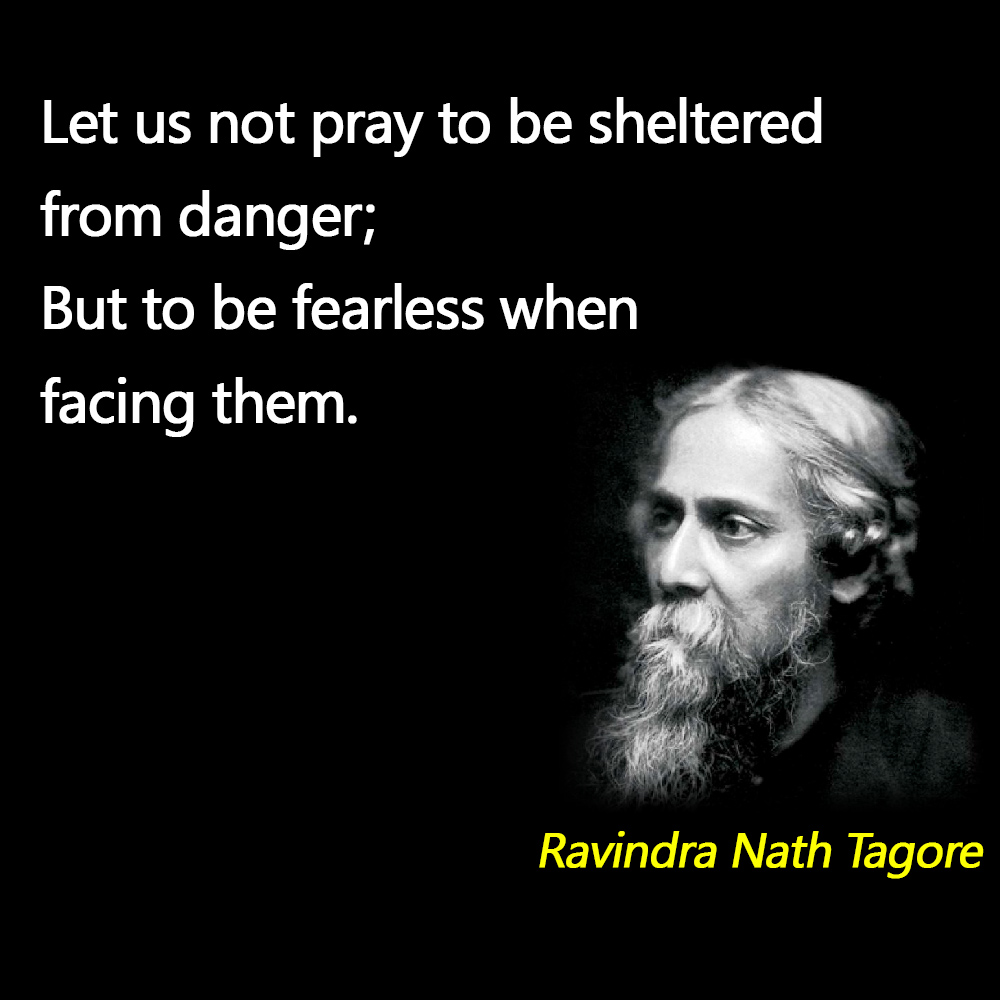 Let us not pray to be sheltered
from danger;
But to be fearless when
facing them.
Ravindra Nath Tagore